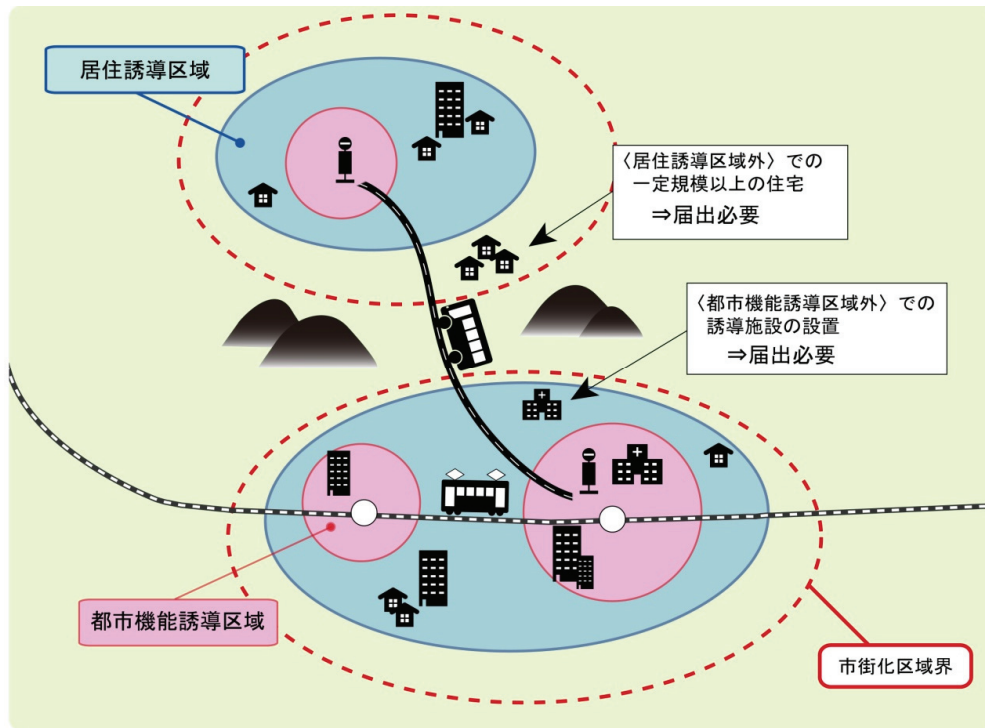 居住誘導区域
〈居住誘導区域外〉での
一定規模以上の住宅
⇒届出必要
〈都市機能誘導区域外〉での
誘導施設の設置
⇒届出必要
都市機能誘導区域
市街化区域界